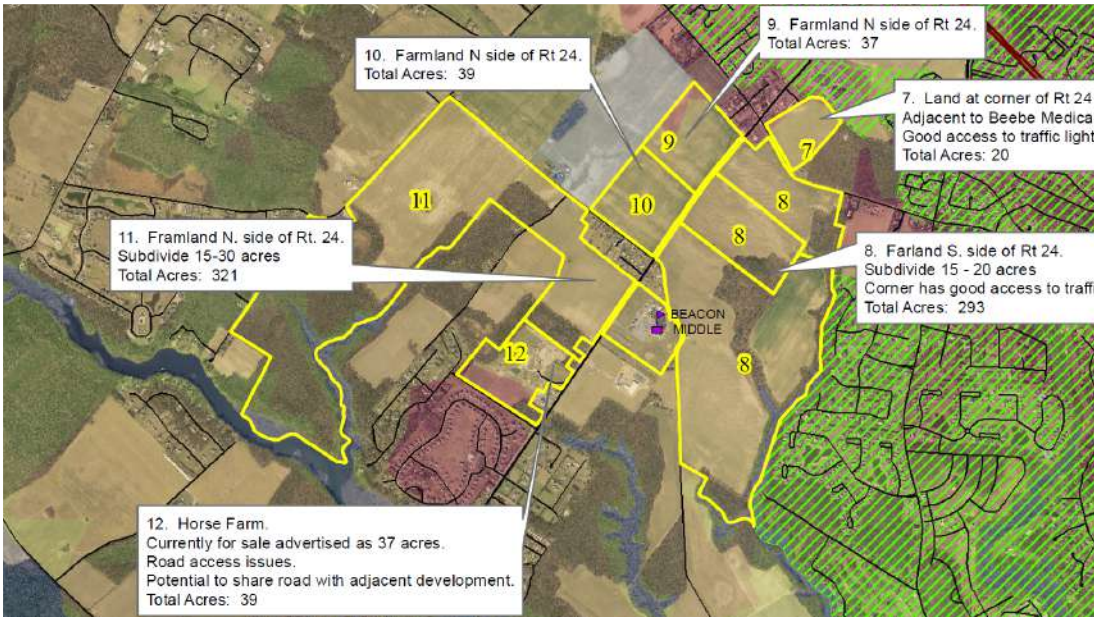 9. Farmland N side of Rt 24.
Total Acres: 37
10. Farmland N side of Rt 24.
Total Acres: 39
7. Land at corner of Rt 24
Adjacent to Beebe Medica
Good access to traffic light
Total Acres: 20
9
7
11
10
8
8
11. Framland N. side of Rt. 24.
Subdivide 15-30 acres
Total Acres: 321
8. Farland S. side of Rt 24.
Subdivide 15 - 20 acres
Corner has good access to traffi
Total Acres: 293
BEACON
MIDDLE
12
8
12. Horse Farm.
Currently for sale advertised as 37 acres.
Road access issues.
Potential to share road with adjacent development.
Total Acres: 39